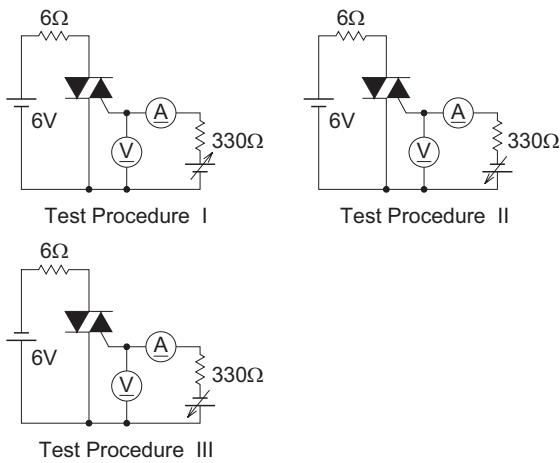 6Ω
6V
V
A
330Ω
Test Procedure I
6Ω
6V
V
A
330Ω
Test Procedure II
6Ω
6V
V
A
330Ω
Test Procedure III